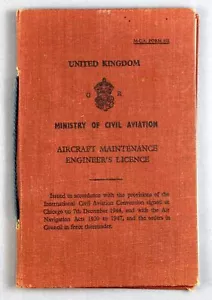 UNITED KINGDOM
MINISTRY OF CIVIL AVIATION
AIRCRAFT MAINTENANCE
ENGINEER'S LICENCE
Issued in accordance with the provisions of the
International Civil Aviation Convention signed at
Chicago on 7th December 1944, and with the Air
Navigation Acts 1920 to 1947, and the orders in
Council in force thereunder.